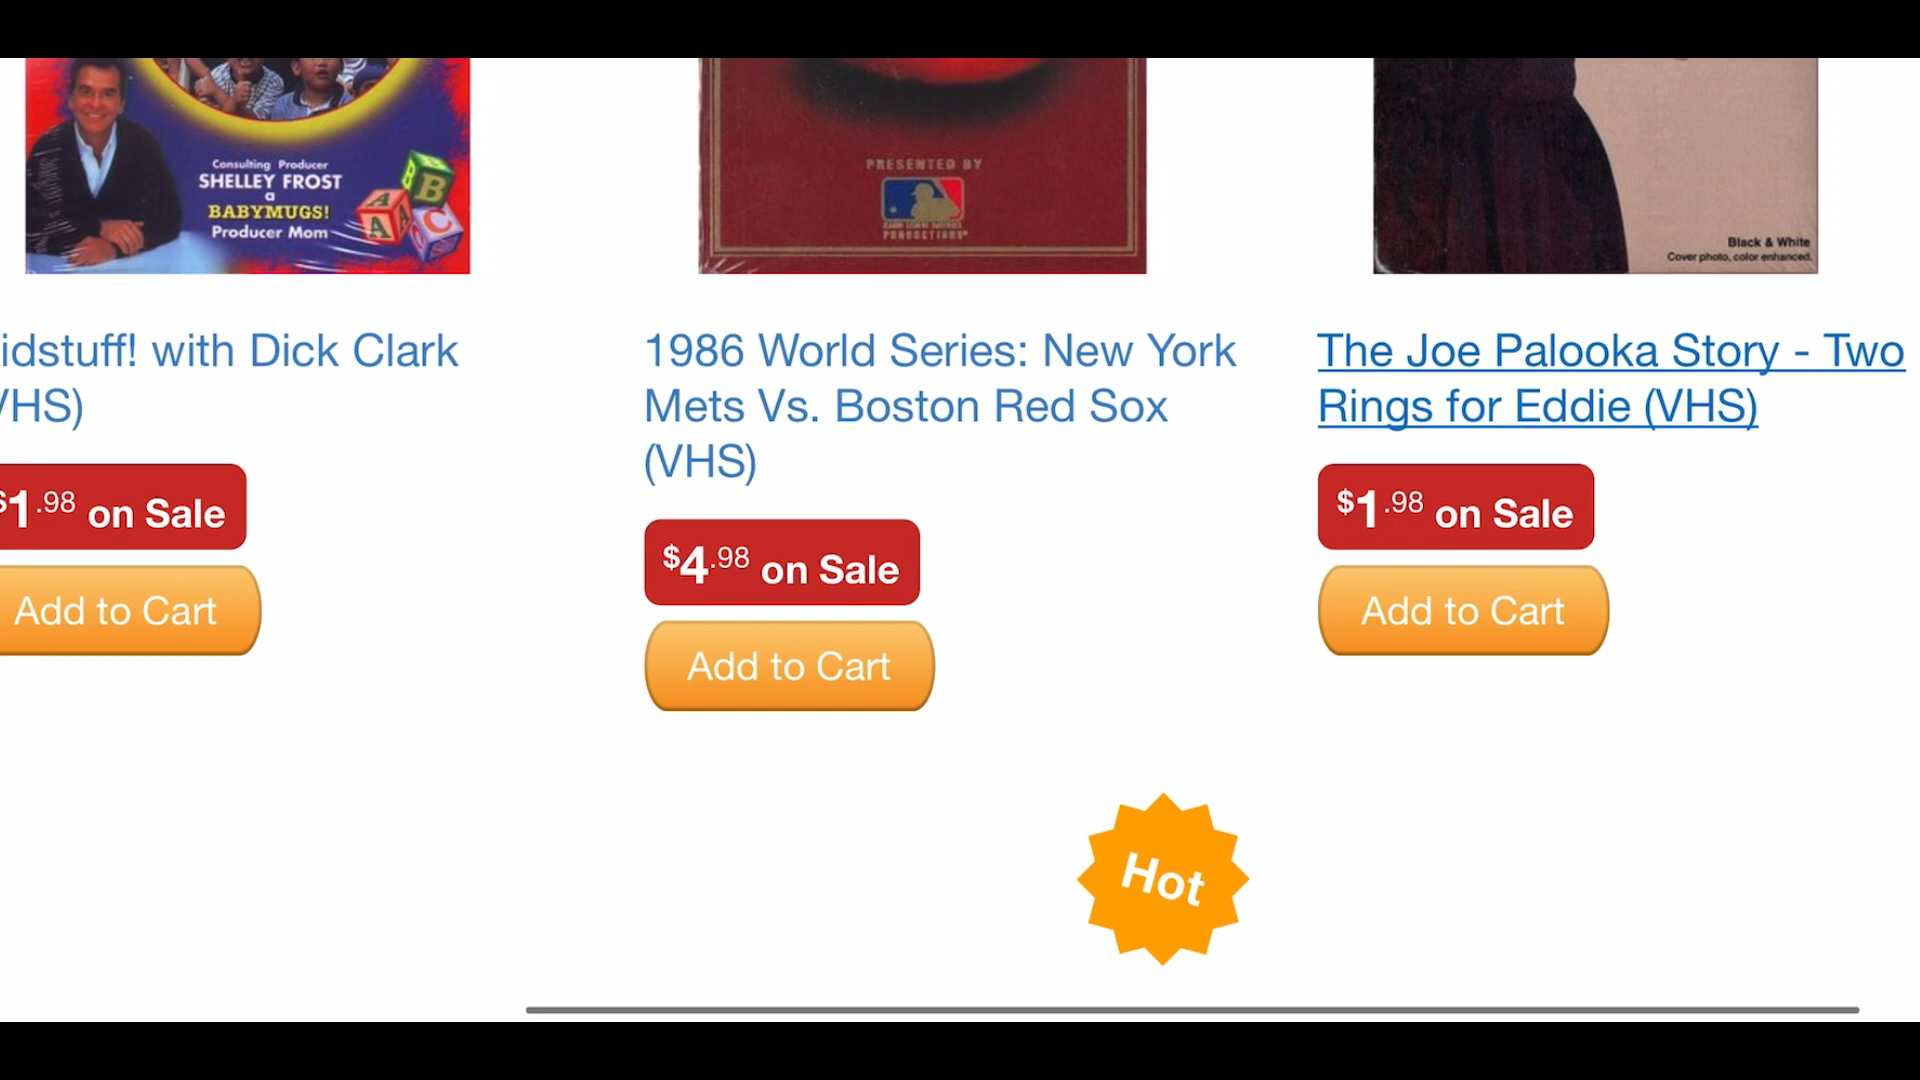 Consulting Producer
SHELLEY FROST
a
BABYMUGS!
Producer Mom
B
B
A
A
A
C
PRESENTED BY
PRODUCTIONS
Black & White
Cover photo, color enhanced.
idstuff! with Dick Clark
VHS)
$1.98 on Sale
Add to Cart
1986 World Series: New York
Mets Vs. Boston Red Sox
(VHS)
$4.98 on Sale
Add to Cart
The Joe Palooka Story - Two
Rings for Eddie (VHS)
$1.98 on Sale
Add to Cart
Hot